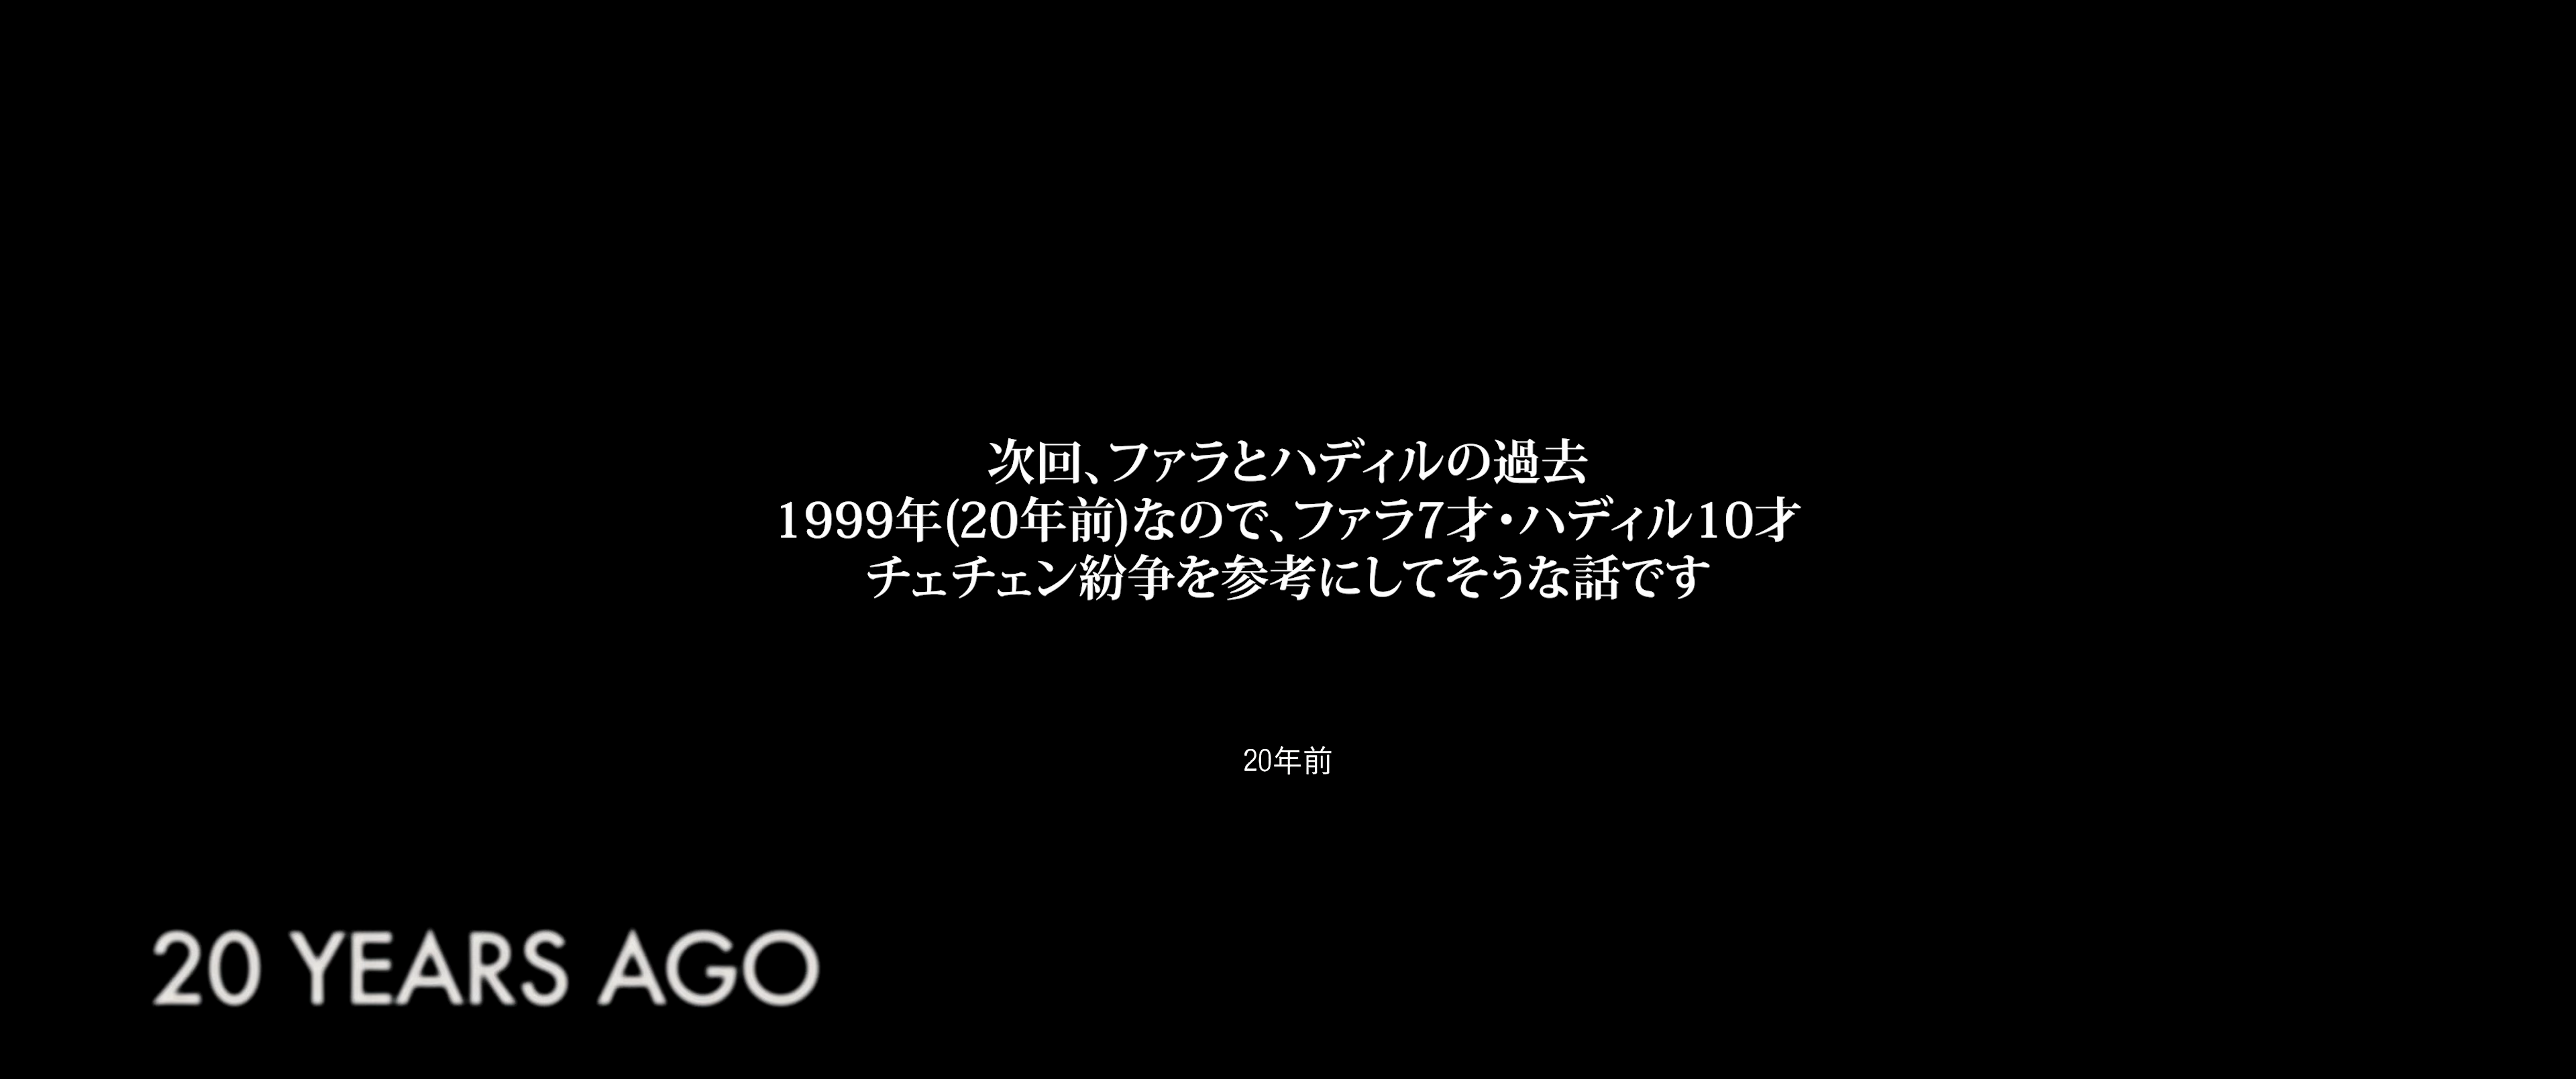 次回、ファラとハディルの過去
1999年(20年前)なので、ファラ7才・ハディル10才
チェチェン紛争を参考にしてそうな話です
20年前
20 YEARS AGO